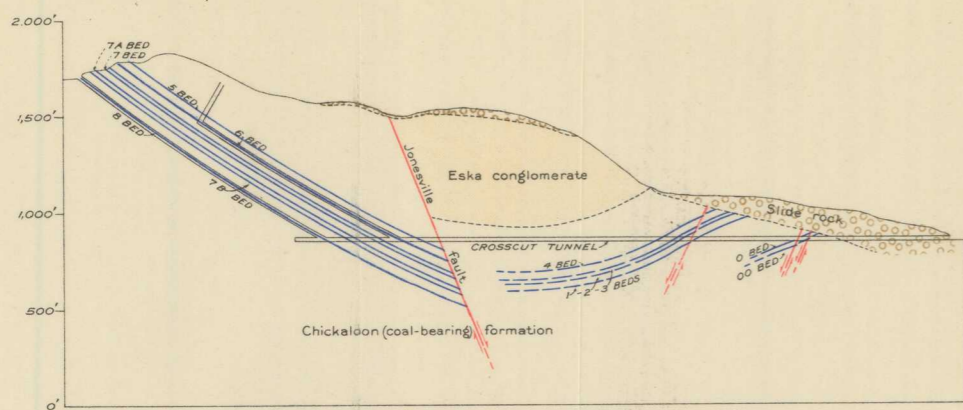 2.000'
7A BED
7 BED
5 BED
1,500'
6 BED
8 BED
Jonesville
Eska conglomerate
7B BED
1,000'
Slide rock
CROSSCUT TUNNEL
fault
4 BED
0 BED
00 BED
1'-2-3 BEDS
500'
Chickaloon (coal-bearing) formation
0'